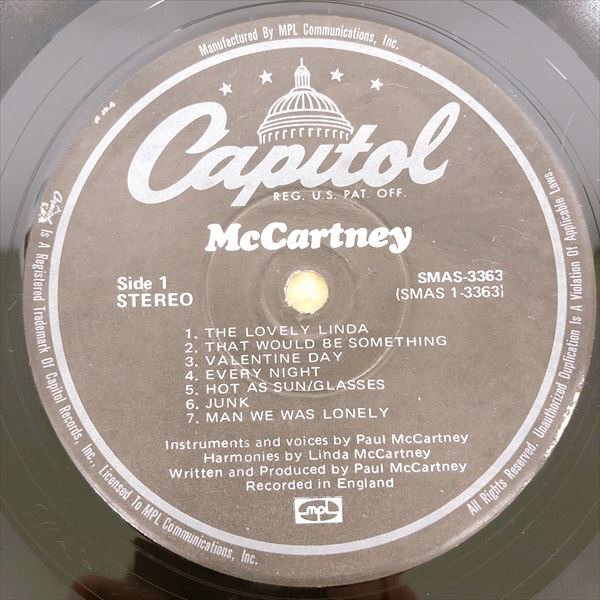 Manufactured By MPL Communications, Inc.
Capitol
REG. U.S. PAT. OFF.
McCartney
Side 1
STEREO
SMAS-3363
(SMAS 1-3363)
1. THE LOVELY LINDA
2. THAT WOULD BE SOMETHING
3. VALENTINE DAY
4. EVERY NIGHT
5. HOT AS SUN/GLASSES
6. JUNK
7. MAN WE WAS LONELY
Instruments and voices by Paul McCartney
Harmonies by Linda McCartney
Written and Produced by Paul McCartney
Recorded in England
mpl
Capitol Is A Registered Trademark Of Capitol Records, Inc., Licensed To MPL Communications, Inc.
All Rights Reserved. Unauthorized Duplication Is A Violation Of Applicable Laws.